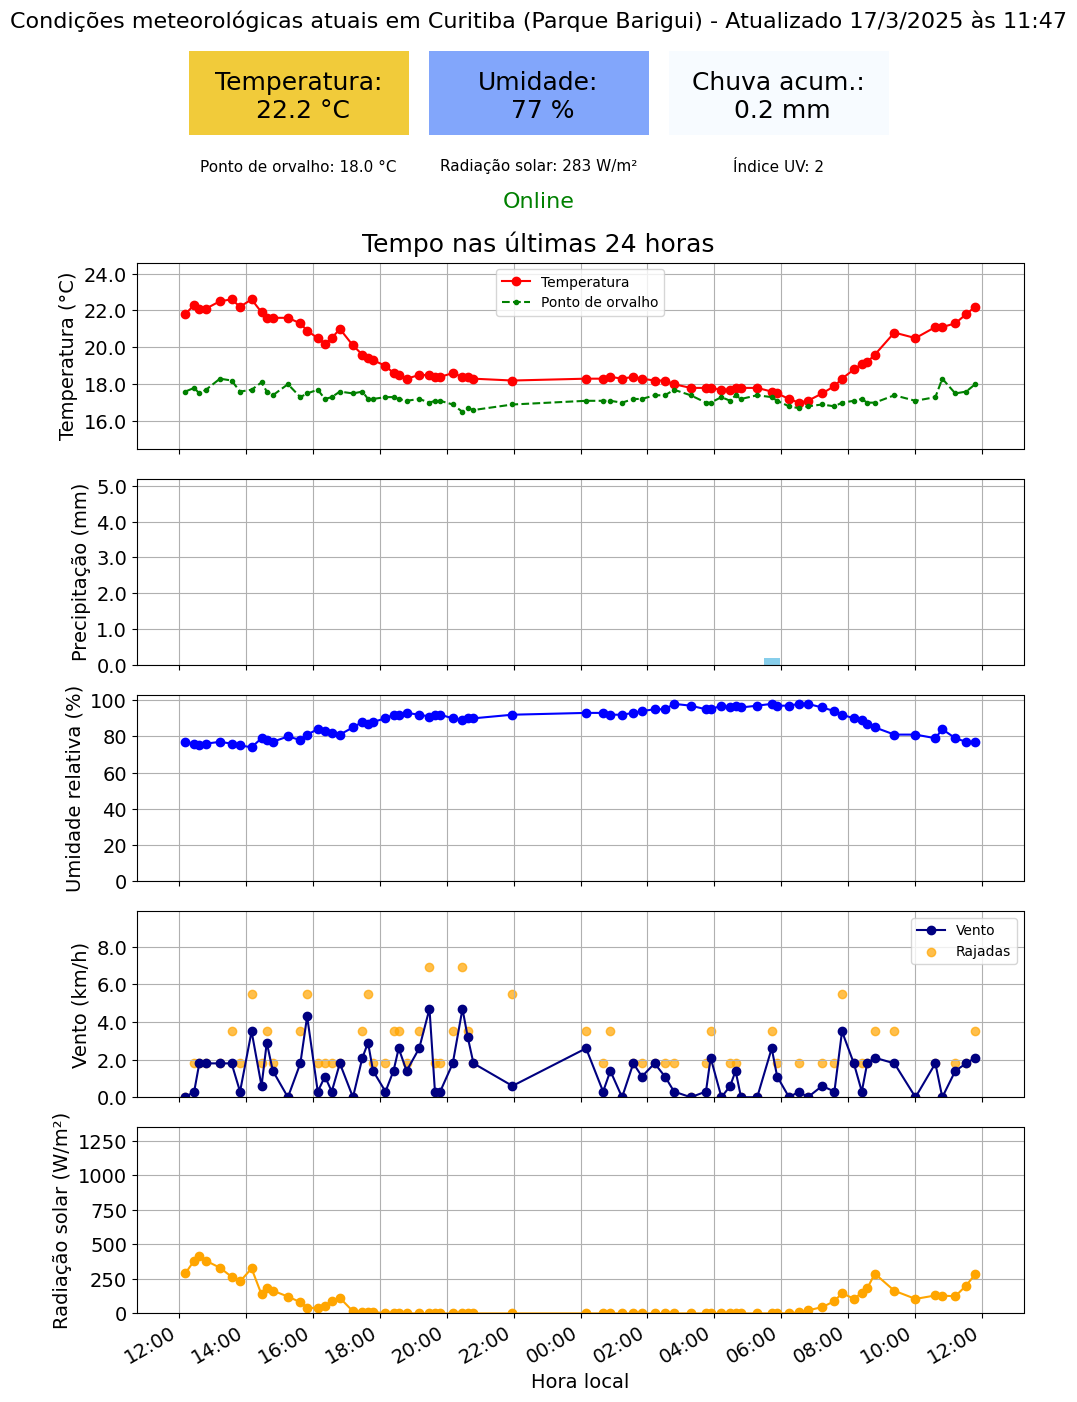 Condições meteorológicas atuais em Curitiba (Parque Barigui) - Atualizado 17/3/2025 às 11:47
Temperatura:
22.2 °C
Umidade:
77 %
Chuva acum.:
0.2 mm
Ponto de orvalho: 18.0 °C
Radiação solar: 283 W/m²
Índice UV: 2
Online
Tempo nas últimas 24 horas
Temperatura (°C)
24.0
22.0
20.0
18.0
16.0
Temperatura
Ponto de orvalho
Precipitação (mm)
5.0
4.0
3.0
2.0
1.0
0.0
Umidade relativa (%)
100
80
60
40
20
0
Vento (km/h)
8.0
6.0
4.0
2.0
0.0
Vento
Rajadas
Radiação solar (W/m²)
1250
1000
750
500
250
0
12:00
14:00
16:00
18:00
20:00
22:00
00:00
02:00
04:00
06:00
08:00
10:00
12:00
Hora local